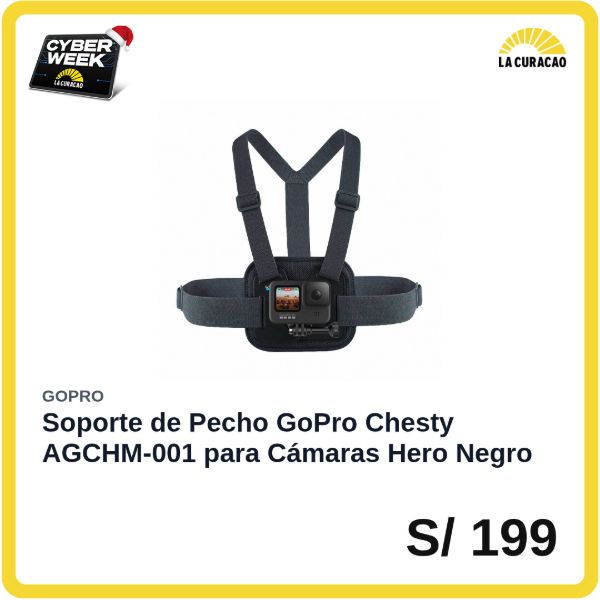 CYBER
WEEK
LA CURACAO
LA CURACAO
GOPRO
Soporte de Pecho GoPro Chesty
AGCHM-001 para Cámaras Hero Negro
S/ 199